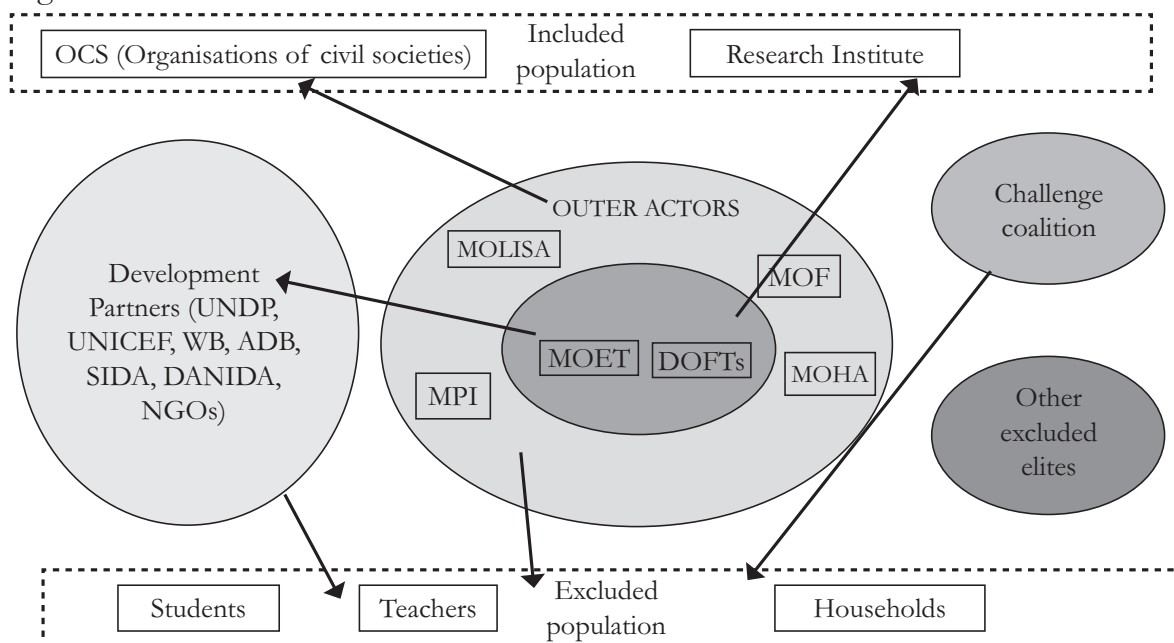 OCS (Organisations of civil societies)
Included
population
Research Institute
OUTER ACTORS
MOLISA
MOF
Challenge
coalition
Development
Partners (UNDP,
UNICEF, WB, ADB,
SIDA, DANIDA,
NGOs)
MOET
DOFTs
MPI
MOHA
Other
excluded
elites
Students
Teachers
Excluded
population
Households